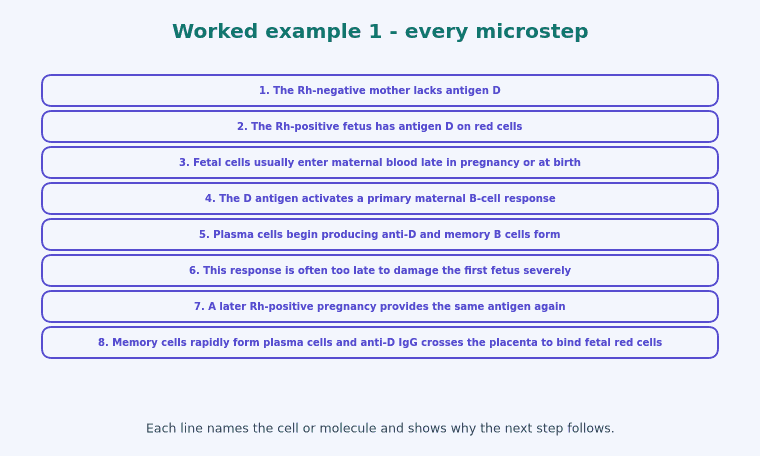 Worked example 1 - every microstep
1. The Rh-negative mother lacks antigen D
2. The Rh-positive fetus has antigen D on red cells
3. Fetal cells usually enter maternal blood late in pregnancy or at birth
4. The D antigen activates a primary maternal B-cell response
5. Plasma cells begin producing anti-D and memory B cells form
6. This response is often too late to damage the first fetus severely
7. A later Rh-positive pregnancy provides the same antigen again
8. Memory cells rapidly form plasma cells and anti-D IgG crosses the placenta to bind fetal red cells
Each line names the cell or molecule and shows why the next step follows.